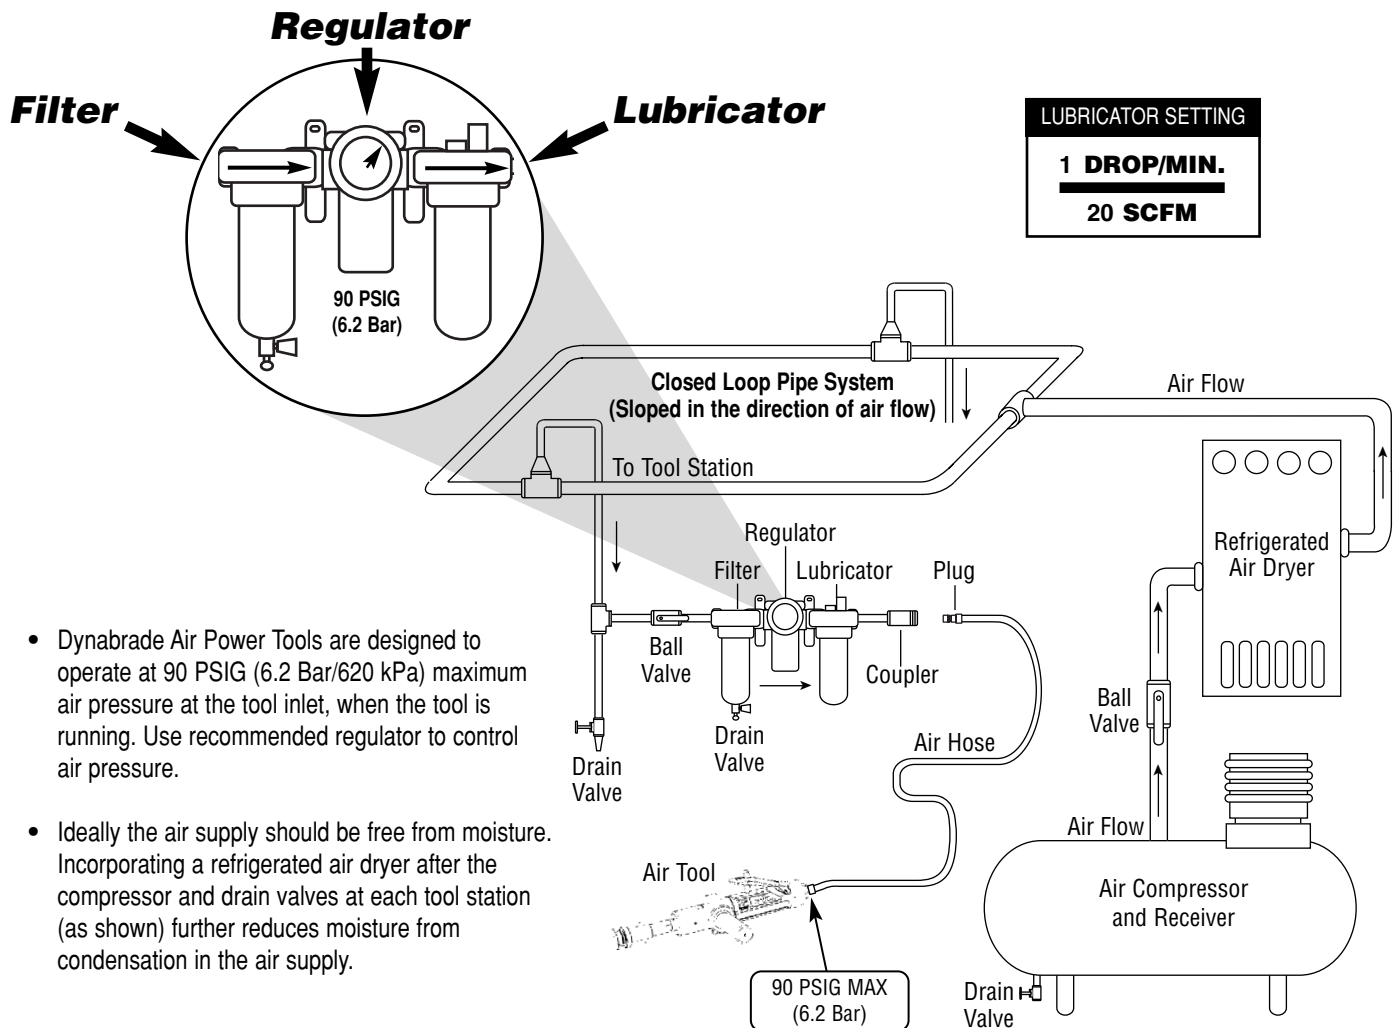 Regulator
Filter
Lubricator
90 PSIG
(6.2 Bar)
LUBRICATOR SETTING
1 DROP/MIN.
20 SCFM
Closed Loop Pipe System
(Sloped in the direction of air flow)
Air Flow
To Tool Station
Refrigerated
Air Dryer
Regulator
Filter
Lubricator
Plug
Ball
Valve
Coupler
Drain
Valve
Drain
Valve
Air Hose
Ball
Valve
Air Flow
Air Compressor
and Receiver
Drain
Valve
Air Tool
90 PSIG MAX
(6.2 Bar)
• Dynabrade Air Power Tools are designed to
operate at 90 PSIG (6.2 Bar/620 kPa) maximum
air pressure at the tool inlet, when the tool is
running. Use recommended regulator to control
air pressure.
• Ideally the air supply should be free from moisture.
Incorporating a refrigerated air dryer after the
compressor and drain valves at each tool station
(as shown) further reduces moisture from
condensation in the air supply.